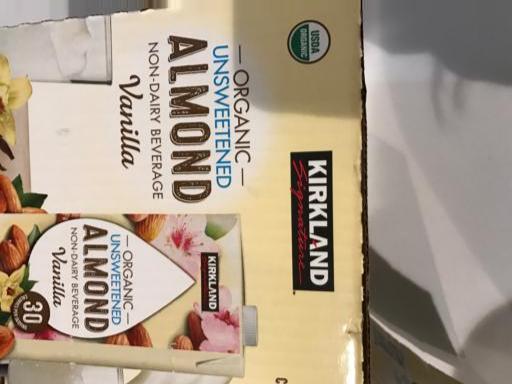 USDA
ORGANIC
KIRKLAND
Signature
ORGANIC
UNSWEETENED
ALMOND
NON-DAIRY BEVERAGE
Vanilla
KIRKLAND
ORGANIC
UNSWEETENED
ALMOND
NON-DAIRY BEVERAGE
Vanilla
30